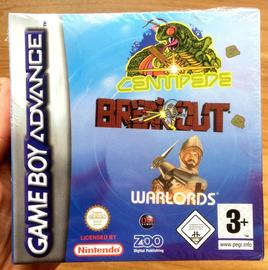 GAME BOY ADVANCE
CENTIPEDE
BREAKOUT
WARLORDS
LICENSED BY
Nintendo
ZOO
Digital Publishing
3+
www.pegi.info